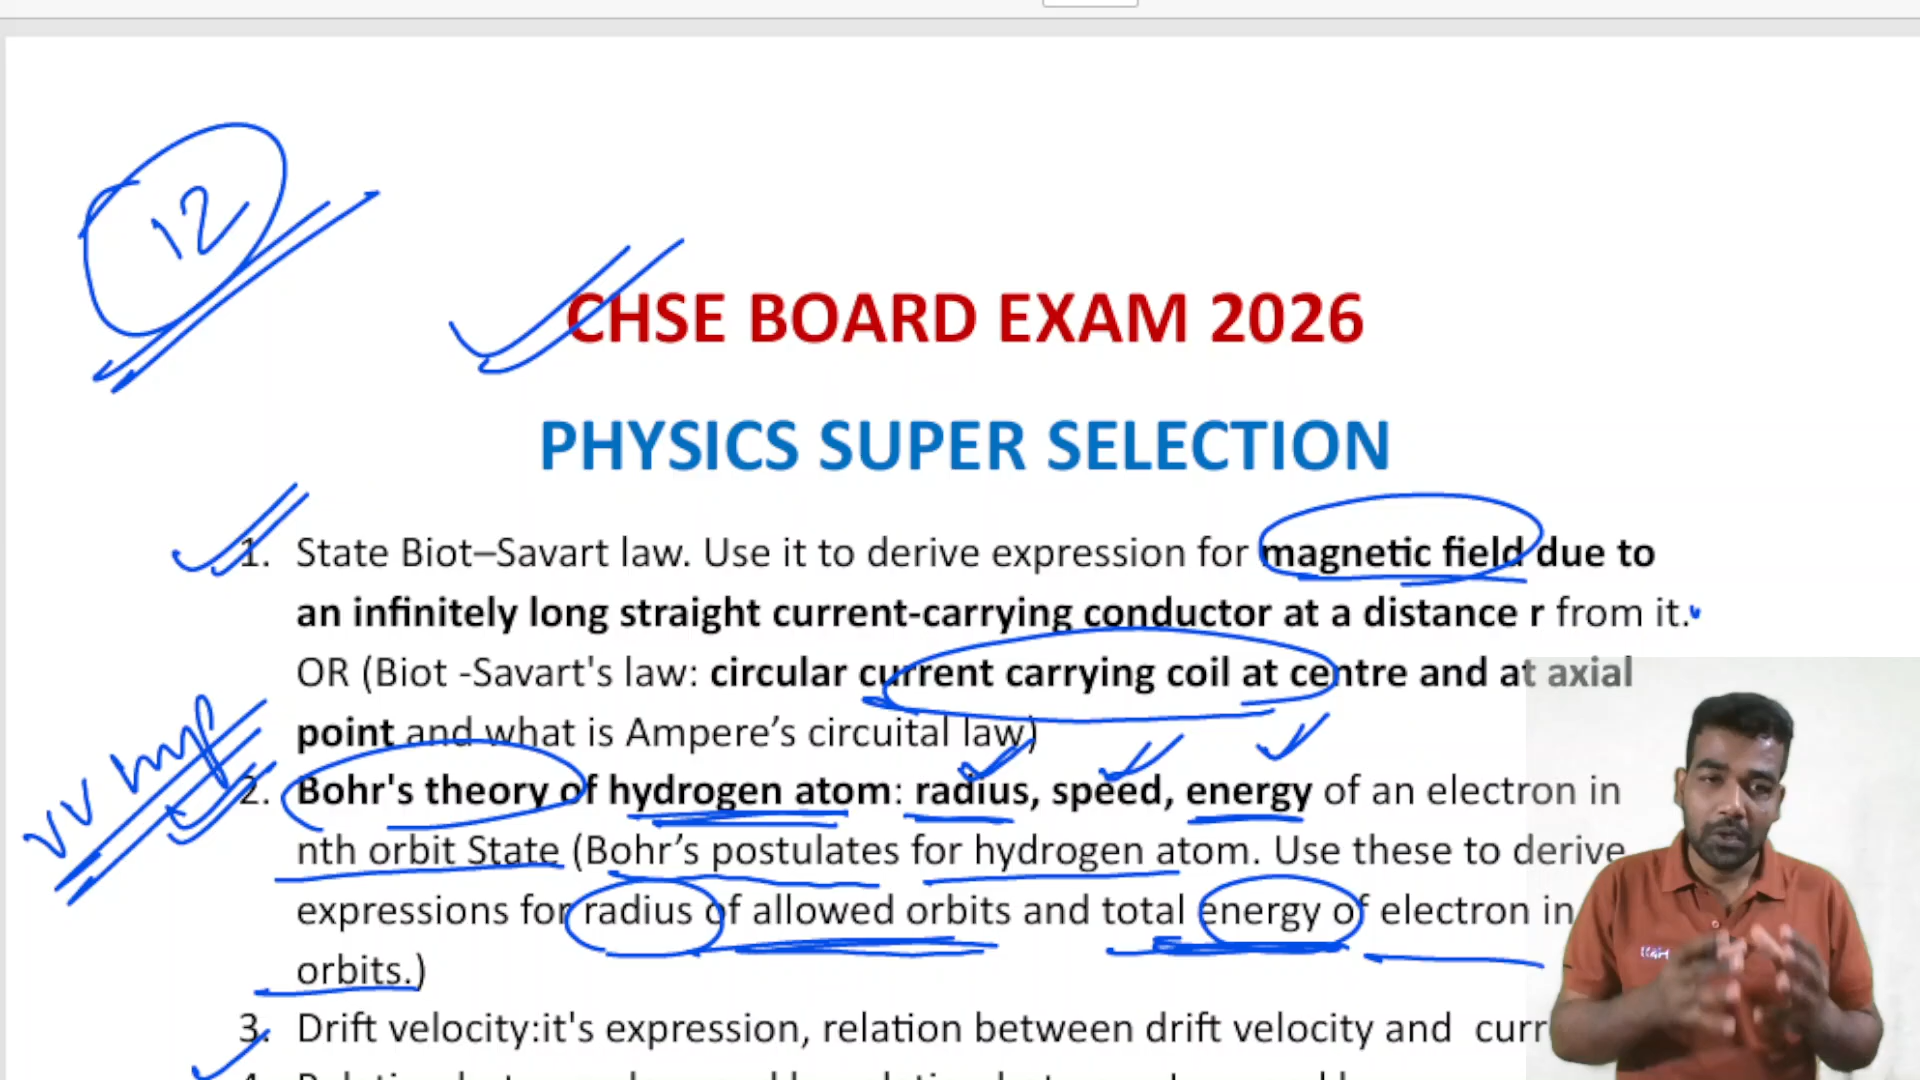 12
CHSE BOARD EXAM 2026
PHYSICS SUPER SELECTION
1. State Biot–Savart law. Use it to derive expression for magnetic field due to
an infinitely long straight current-carrying conductor at a distance r from it.
OR (Biot -Savart's law: circular current carrying coil at centre and at axial
point and what is Ampere’s circuital law)
vv imp
2. Bohr's theory of hydrogen atom: radius, speed, energy of an electron in
nth orbit State (Bohr’s postulates for hydrogen atom. Use these to derive
expressions for radius of allowed orbits and total energy of electron in
orbits.)
3. Drift velocity:it's expression, relation between drift velocity and